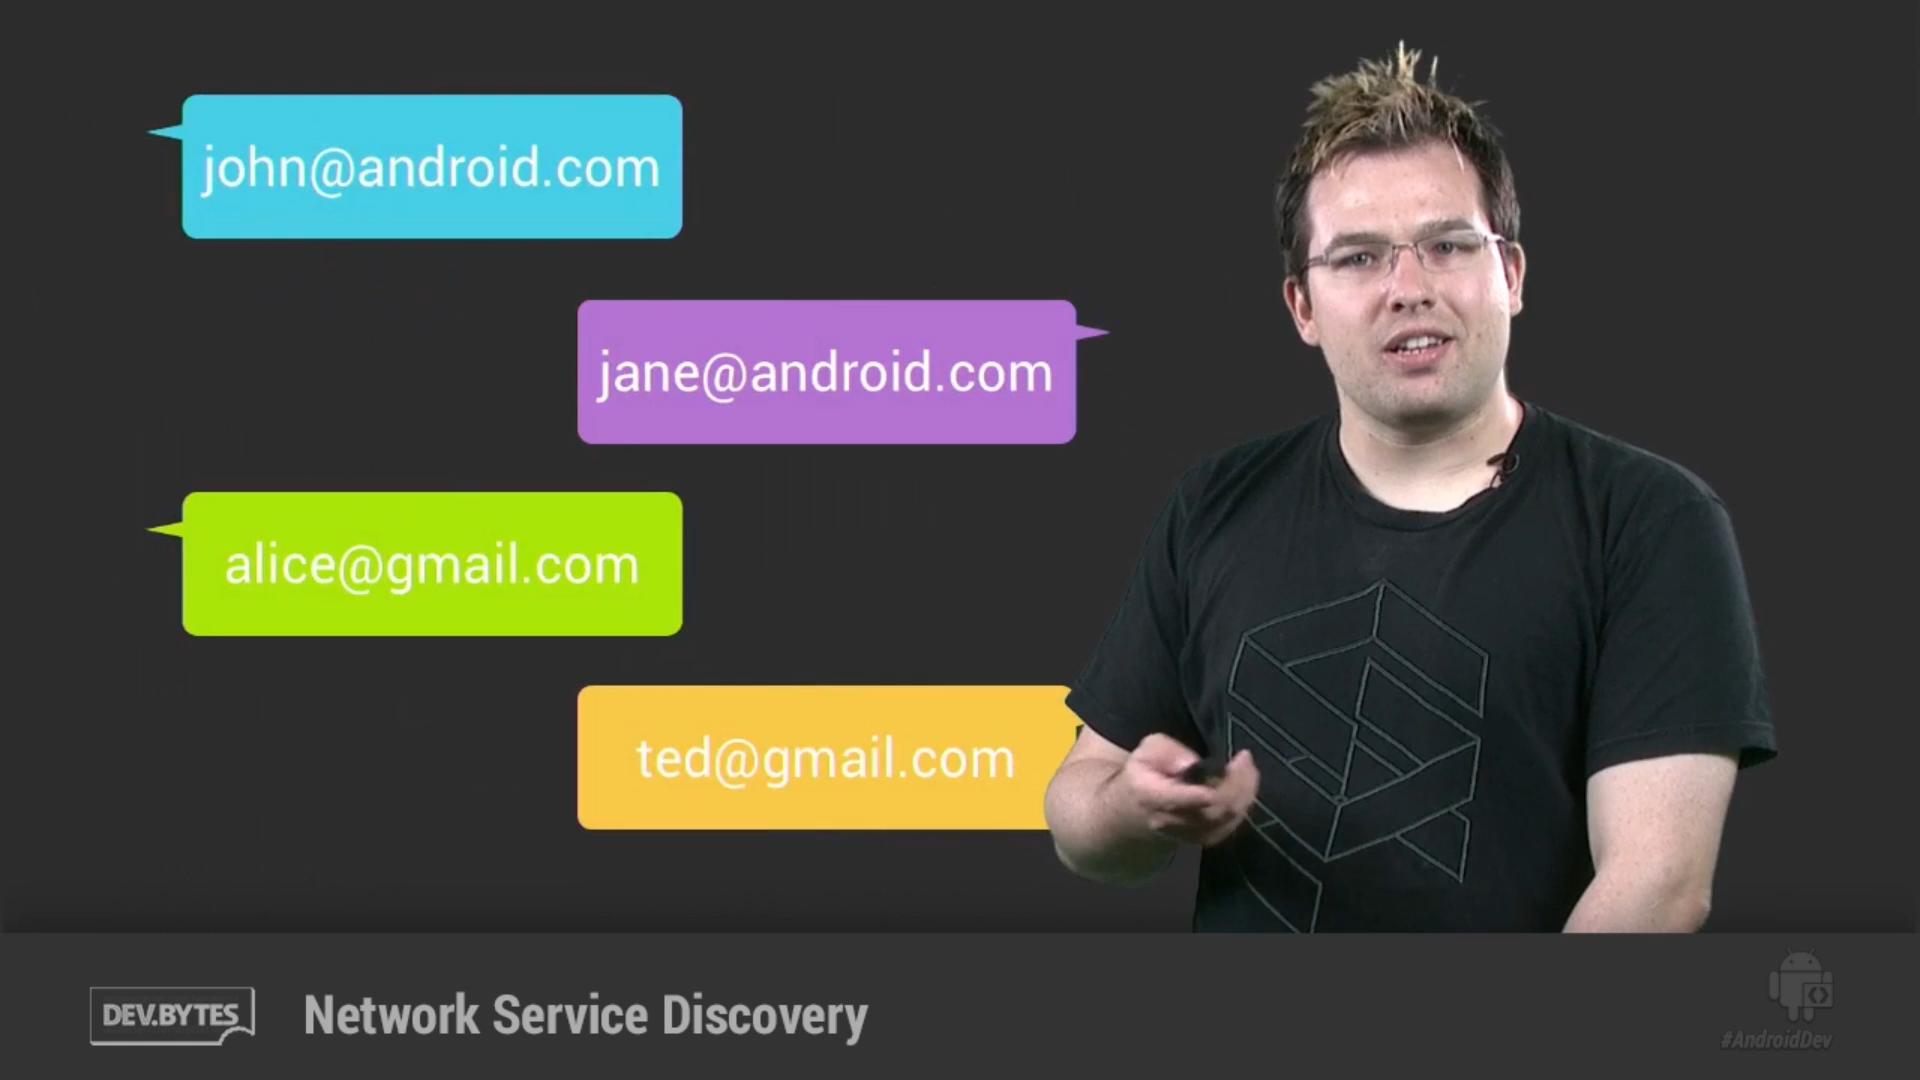 john@android.com
jane@android.com
alice@gmail.com
ted@gmail.com
DEV.BYTES
Network Service Discovery
#AndroidDev